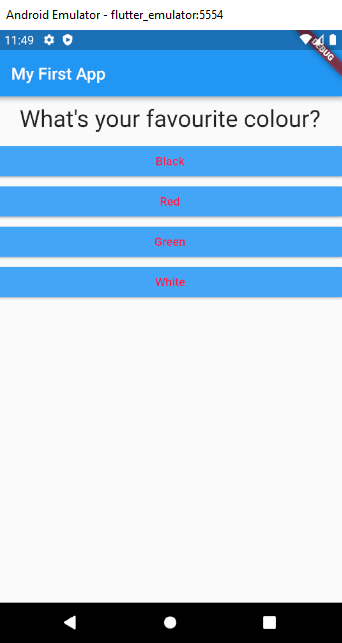 Android Emulator - flutter_emulator:5554
11:49
DEBUG
My First App
What's your favourite colour?
Black
Red
Green
White